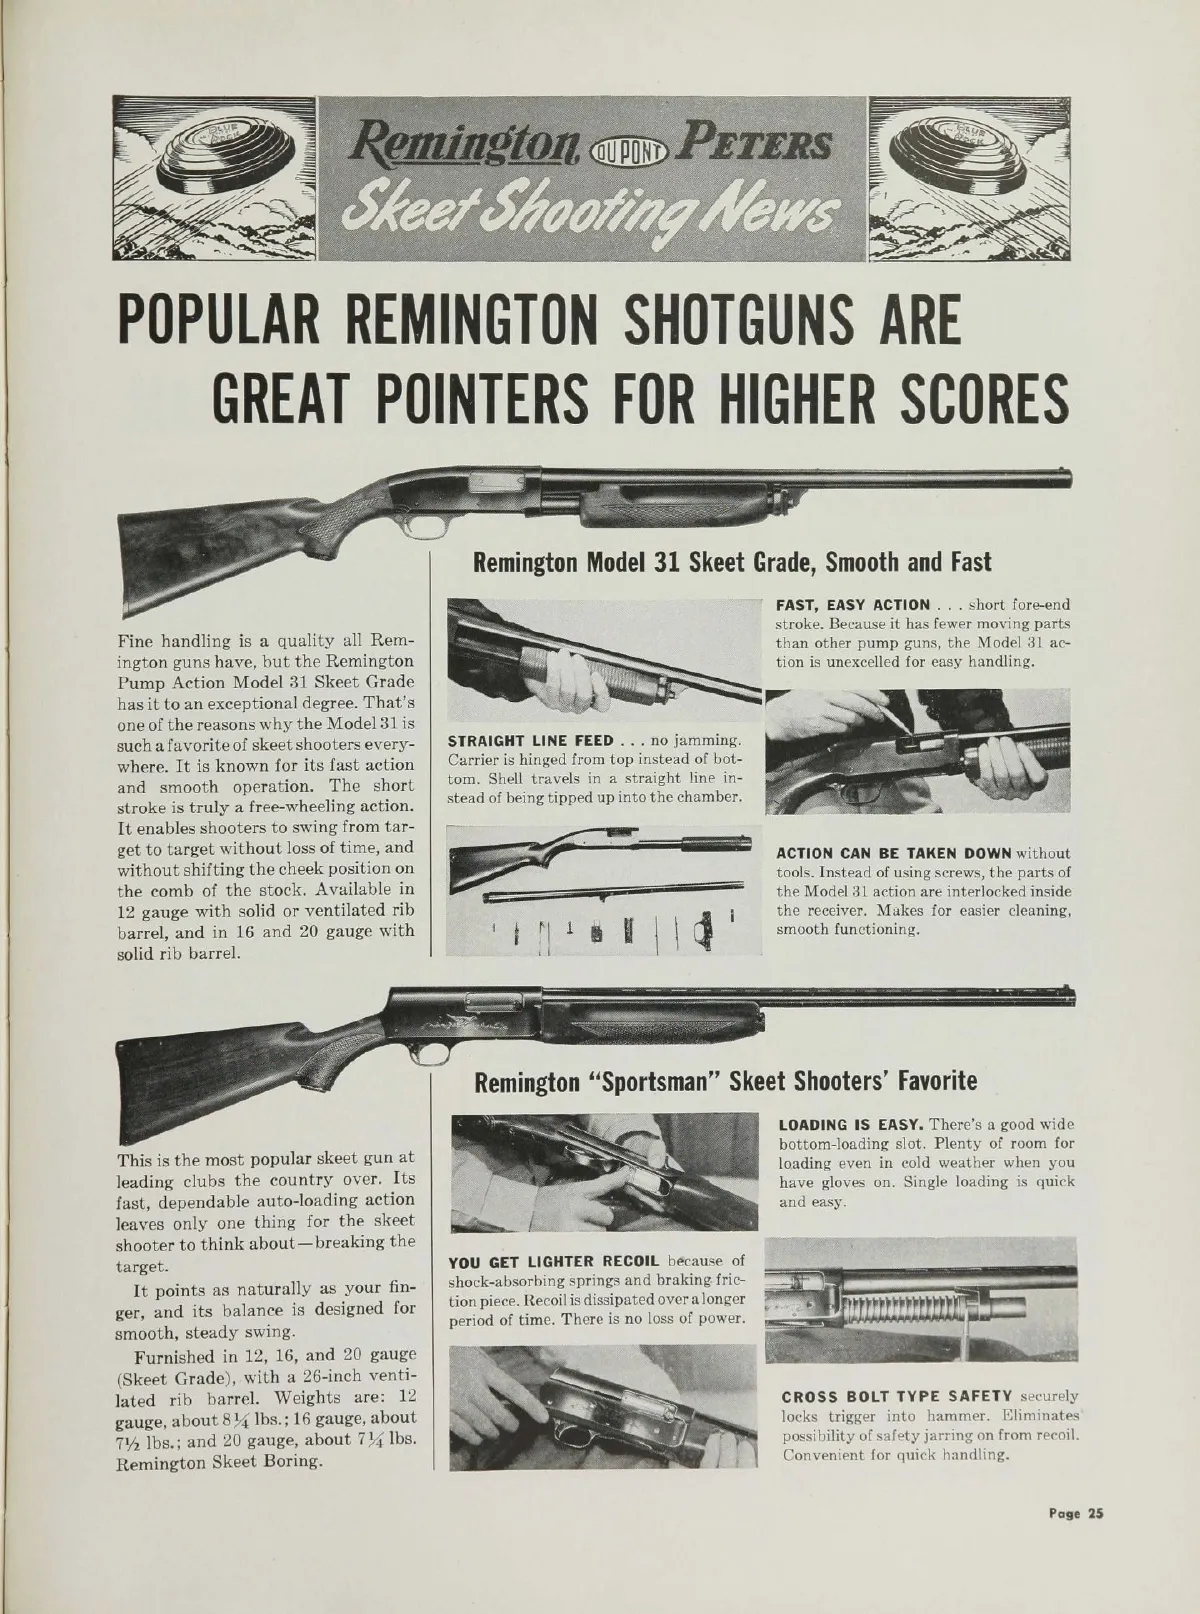 BLUE ROCK
Remington DU PONT PETERS
BLUE ROCK
Skeet Shooting News
POPULAR REMINGTON SHOTGUNS ARE
GREAT POINTERS FOR HIGHER SCORES
Remington Model 31 Skeet Grade, Smooth and Fast
Fine handling is a quality all Rem-
ington guns have, but the Remington
Pump Action Model 31 Skeet Grade
has it to an exceptional degree. That's
one of the reasons why the Model 31 is
such a favorite of skeet shooters every-
where. It is known for its fast action
and smooth operation. The short
stroke is truly a free-wheeling action.
It enables shooters to swing from tar-
get to target without loss of time, and
without shifting the cheek position on
the comb of the stock. Available in
12 gauge with solid or ventilated rib
barrel, and in 16 and 20 gauge with
solid rib barrel.
FAST, EASY ACTION . . . short fore-end
stroke. Because it has fewer moving parts
than other pump guns, the Model 31 ac-
tion is unexcelled for easy handling.
STRAIGHT LINE FEED . . . no jamming.
Carrier is hinged from top instead of bot-
tom. Shell travels in a straight line in-
stead of being tipped up into the chamber.
ACTION CAN BE TAKEN DOWN without
tools. Instead of using screws, the parts of
the Model 31 action are interlocked inside
the receiver. Makes for easier cleaning,
smooth functioning.
Remington “Sportsman” Skeet Shooters’ Favorite
This is the most popular skeet gun at
leading clubs the country over. Its
fast, dependable auto-loading action
leaves only one thing for the skeet
shooter to think about—breaking the
target.
It points as naturally as your fin-
ger, and its balance is designed for
smooth, steady swing.
Furnished in 12, 16, and 20 gauge
(Skeet Grade), with a 26-inch venti-
lated rib barrel. Weights are: 12
gauge, about 8¼ lbs.; 16 gauge, about
7½ lbs.; and 20 gauge, about 7¼ lbs.
Remington Skeet Boring.
LOADING IS EASY. There's a good wide
bottom-loading slot. Plenty of room for
loading even in cold weather when you
have gloves on. Single loading is quick
and easy.
YOU GET LIGHTER RECOIL because of
shock-absorbing springs and braking fric-
tion piece. Recoil is dissipated over a longer
period of time. There is no loss of power.
CROSS BOLT TYPE SAFETY securely
locks trigger into hammer. Eliminates
possibility of safety jarring on from recoil.
Convenient for quick handling.
Page 25